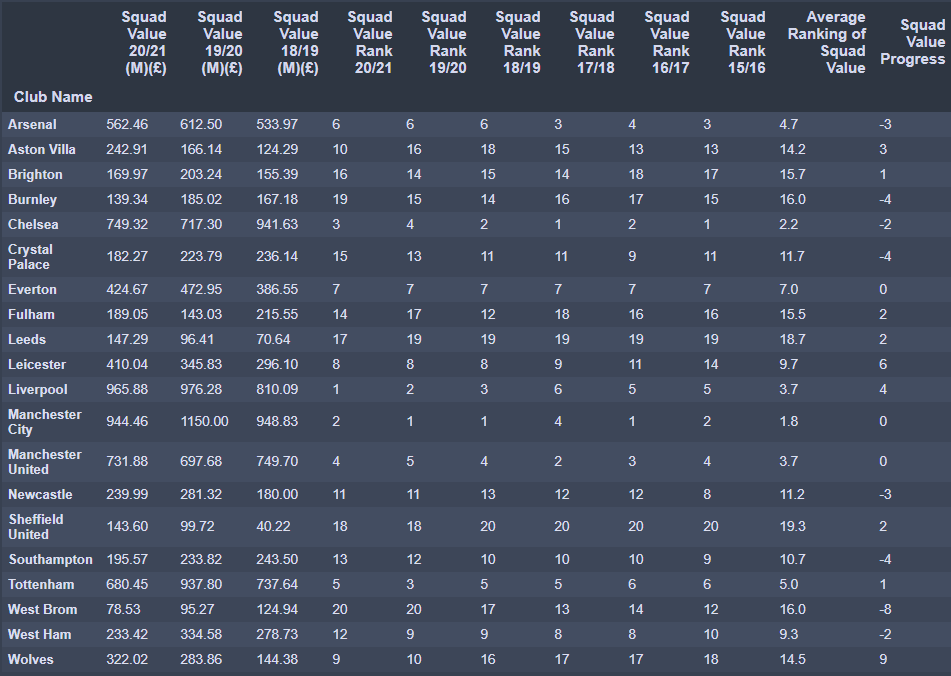 Squad Value 20/21 (M)(£) Squad Value 19/20 (M)(£) Squad Value 18/19 (M)(£) Squad Value Rank 20/21 Squad Value Rank 19/20 Squad Value Rank 18/19 Squad Value Rank 17/18 Squad Value Rank 16/17 Squad Value Rank 15/16 Average Ranking of Squad Value Squad Value Progress
Club Name
Arsenal 562.46 612.50 533.97 6 6 6 3 4 3 4.7 -3
Aston Villa 242.91 166.14 124.29 10 16 18 15 13 13 14.2 3
Brighton 169.97 203.24 155.39 16 14 15 14 18 17 15.7 1
Burnley 139.34 185.02 167.18 19 15 14 16 17 15 16.0 -4
Chelsea 749.32 717.30 941.63 3 4 2 1 2 1 2.2 -2
Crystal Palace 182.27 223.79 236.14 15 13 11 11 9 11 11.7 -4
Everton 424.67 472.95 386.55 7 7 7 7 7 7 7.0 0
Fulham 189.05 143.03 215.55 14 17 12 18 16 16 15.5 2
Leeds 147.29 96.41 70.64 17 19 19 19 19 19 18.7 2
Leicester 410.04 345.83 296.10 8 8 8 9 11 14 9.7 6
Liverpool 965.88 976.28 810.09 1 2 3 6 5 5 3.7 4
Manchester City 944.46 1150.00 948.83 2 1 1 4 1 2 1.8 0
Manchester United 731.88 697.68 749.70 4 5 4 2 3 4 3.7 0
Newcastle 239.99 281.32 180.00 11 11 13 12 12 8 11.2 -3
Sheffield United 143.60 99.72 40.22 18 18 20 20 20 20 19.3 2
Southampton 195.57 233.82 243.50 13 12 10 10 10 9 10.7 -4
Tottenham 680.45 937.80 737.64 5 3 5 5 6 6 5.0 1
West Brom 78.53 95.27 124.94 20 20 17 13 14 12 16.0 -8
West Ham 233.42 334.58 278.73 12 9 9 8 8 10 9.3 -2
Wolves 322.02 283.86 144.38 9 10 16 17 17 18 14.5 9